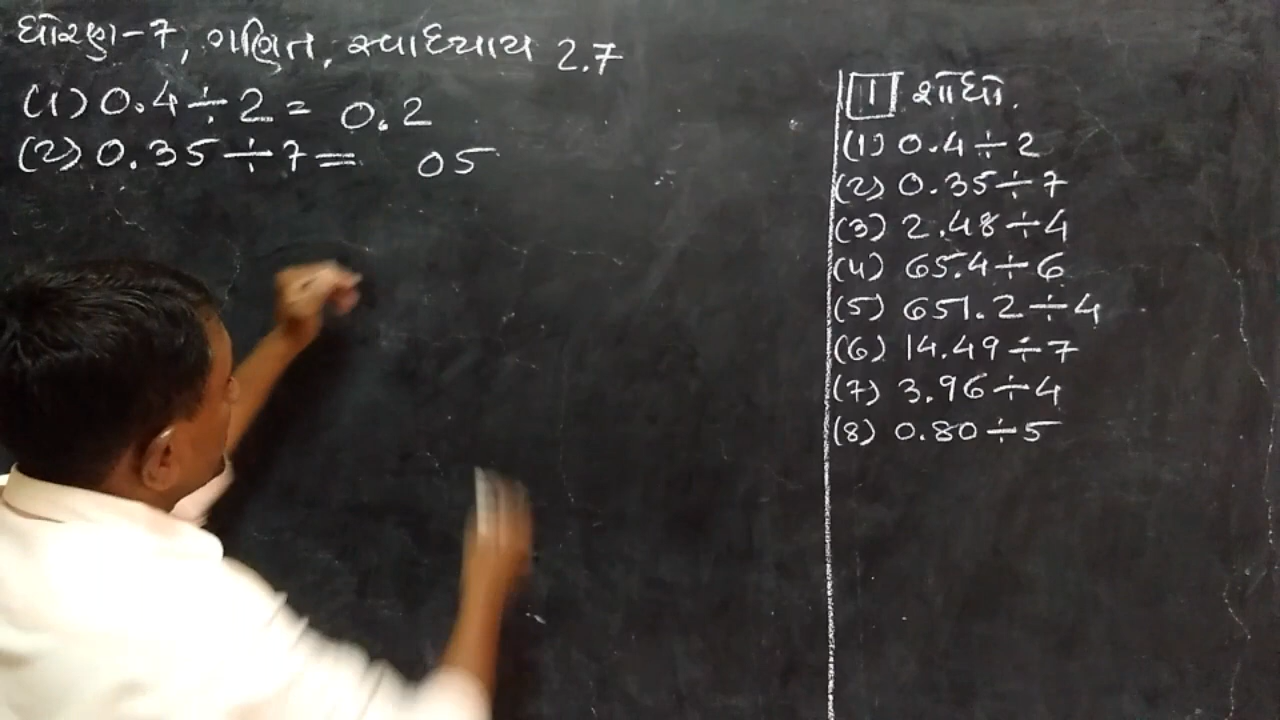 ધોરણ-7, ગણિત, સ્વાધ્યાય 2.7
(1) 0.4÷2= 0.2
(2) 0.35÷7= 05
1 શોધો.
(1) 0.4÷2
(2) 0.35÷7
(3) 2.48÷4
(4) 65.4÷6
(5) 651.2÷4
(6) 14.49÷7
(7) 3.96÷4
(8) 0.80÷5